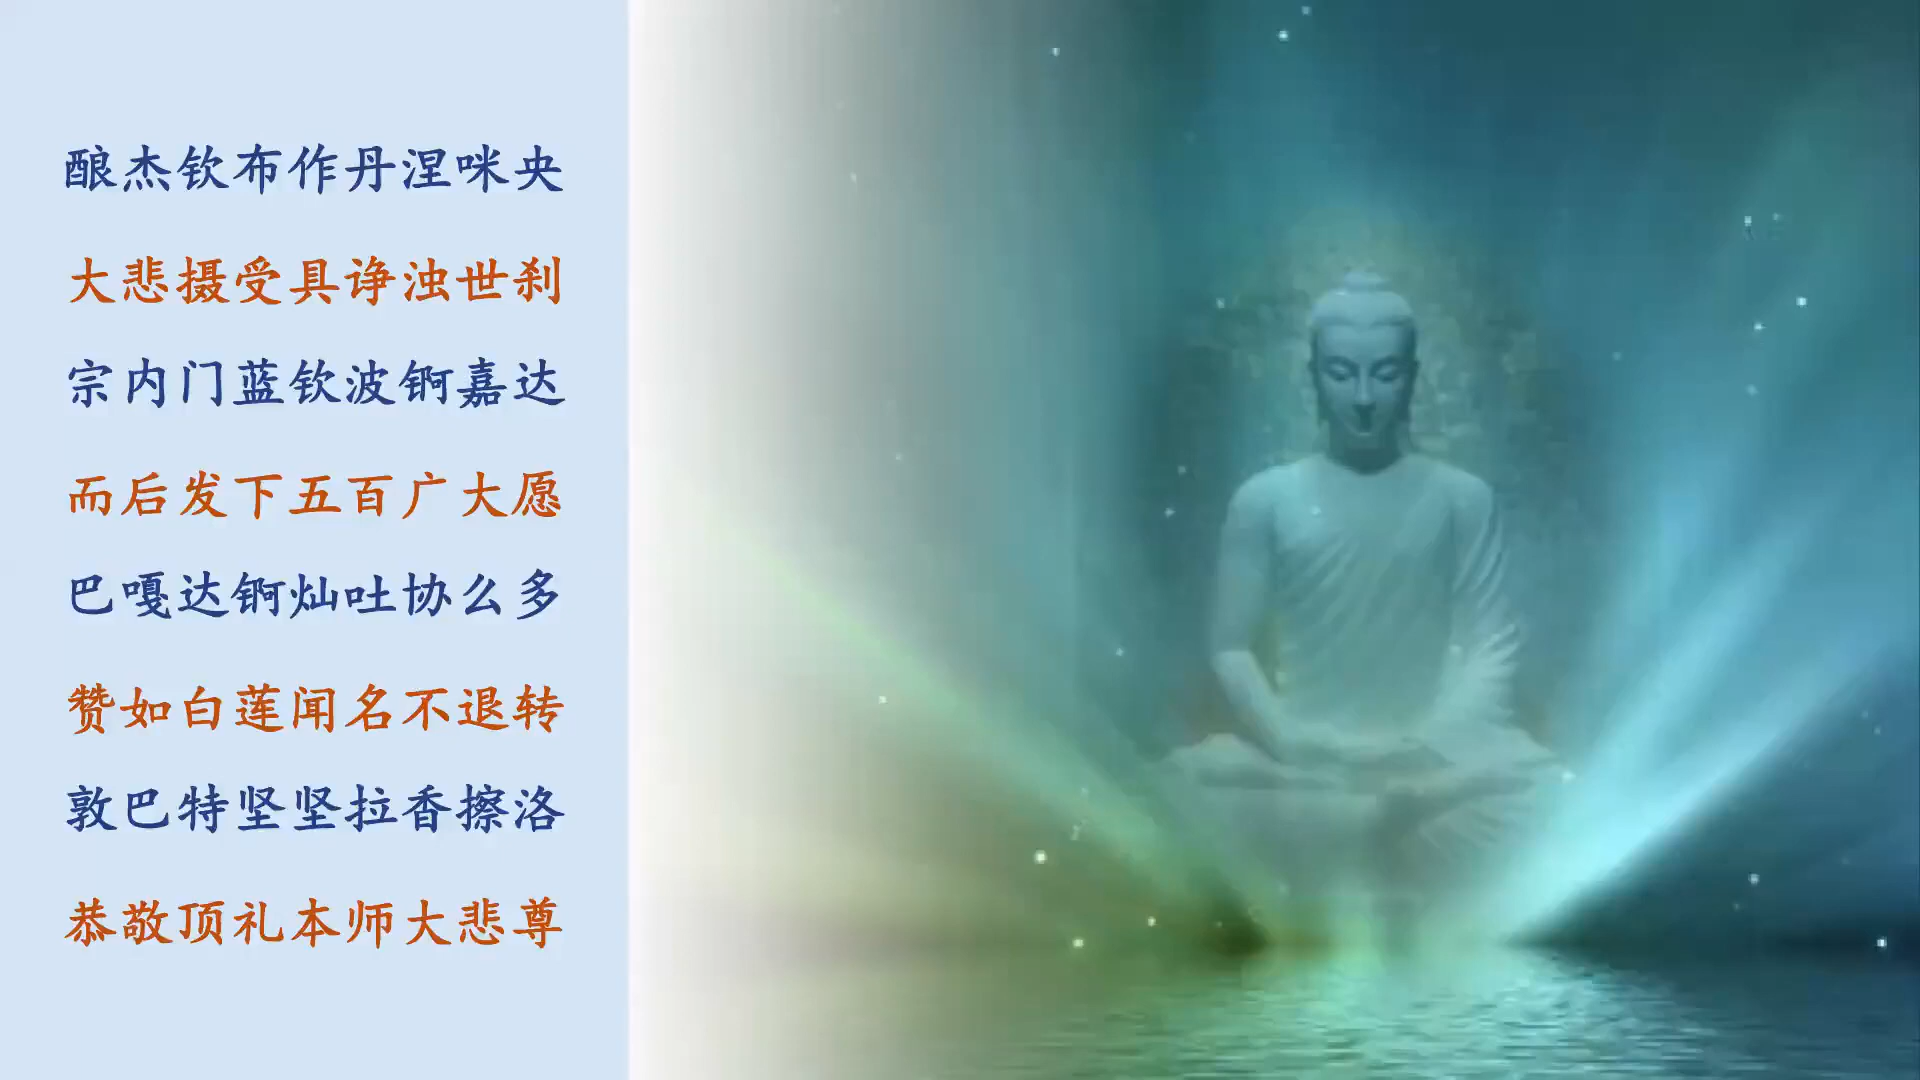 酿杰钦布作丹涅咪央
大悲摄受具诤浊世刹
宗内门蓝钦波锕嘉达
而后发下五百广大愿
巴嘎达锕灿吐协么多
赞如白莲闻名不退转
敦巴特坚坚拉香擦洛
恭敬顶礼本师大悲尊